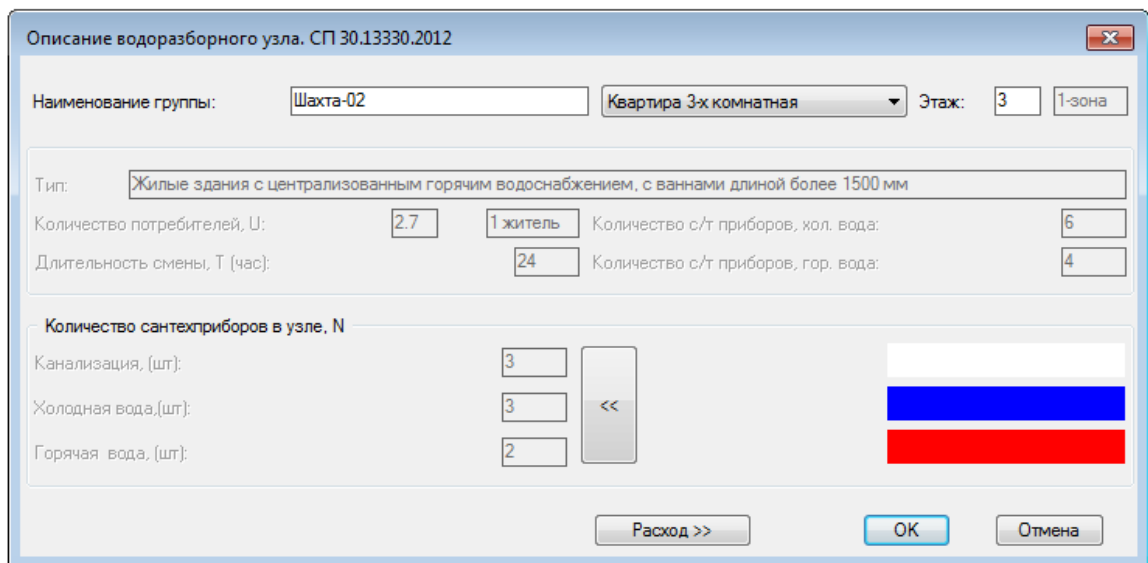 Описание водоразборного узла. СП 30.13330.2012
Наименование группы: Шахта-02 Квартира 3-х комнатная Этаж: 3 1-зона
Тип: Жилые здания с централизованным горячим водоснабжением, с ваннами длиной более 1500 мм
Количество потребителей, U: 2.7 1 житель Количество с/т приборов, хол. вода: 6
Длительность смены, Т (час): 24 Количество с/т приборов, гор. вода: 4
Количество сантехприборов в узле, N
Канализация, (шт): 3
Холодная вода,(шт): 3 <<
Горячая вода, (шт): 2
Расход >> OK Отмена